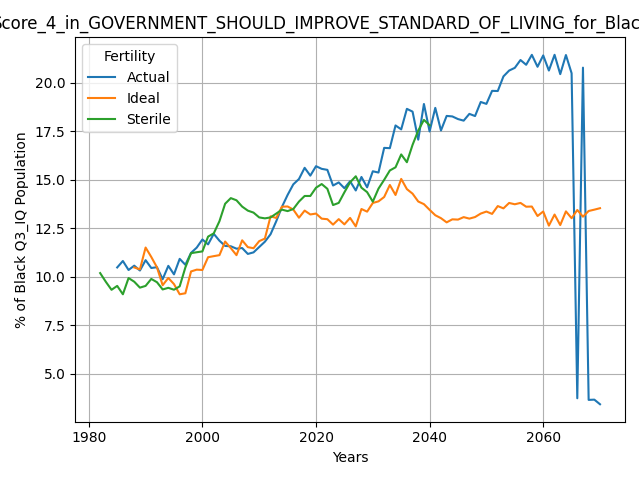 Score_4_in_GOVERNMENT_SHOULD_IMPROVE_STANDARD_OF_LIVING_for_Blac
Fertility
Actual
Ideal
Sterile
% of Black Q3_IQ Population
20.0
17.5
15.0
12.5
10.0
7.5
5.0
1980 2000 2020 2040 2060
Years